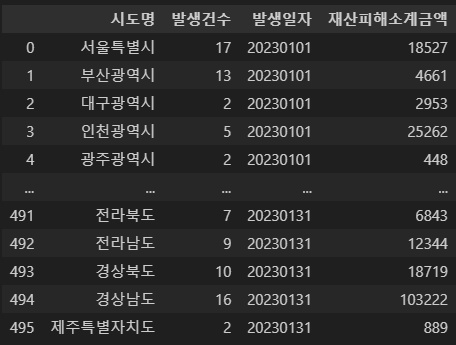 시도명 발생건수 발생일자 재산피해소계금액
0 서울특별시 17 20230101 18527
1 부산광역시 13 20230101 4661
2 대구광역시 2 20230101 2953
3 인천광역시 5 20230101 25262
4 광주광역시 2 20230101 448
... ... ... ... ...
491 전라북도 7 20230131 6843
492 전라남도 9 20230131 12344
493 경상북도 10 20230131 18719
494 경상남도 16 20230131 103222
495 제주특별자치도 2 20230131 889